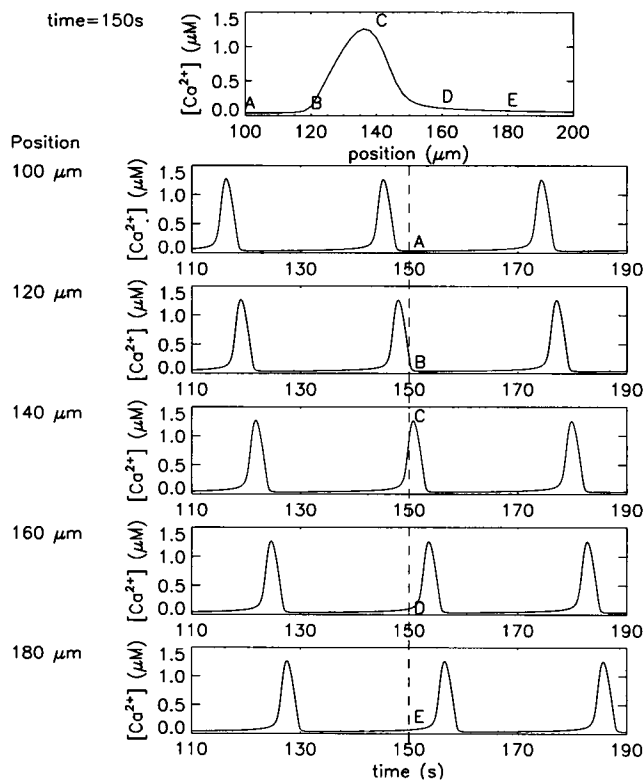 time=150s
[Ca²⁺] (μM)
1.5
1.0
0.5
0.0
A
B
C
D
E
100 120 140 160 180 200
position (μm)
Position
100 μm
[Ca²⁺] (μM)
1.5
1.0
0.5
0.0
A
110 130 150 170 190
120 μm
[Ca²⁺] (μM)
1.5
1.0
0.5
0.0
B
110 130 150 170 190
140 μm
[Ca²⁺] (μM)
1.5
1.0
0.5
0.0
C
110 130 150 170 190
160 μm
[Ca²⁺] (μM)
1.5
1.0
0.5
0.0
D
110 130 150 170 190
180 μm
[Ca²⁺] (μM)
1.5
1.0
0.5
0.0
E
110 130 150 170 190
time (s)